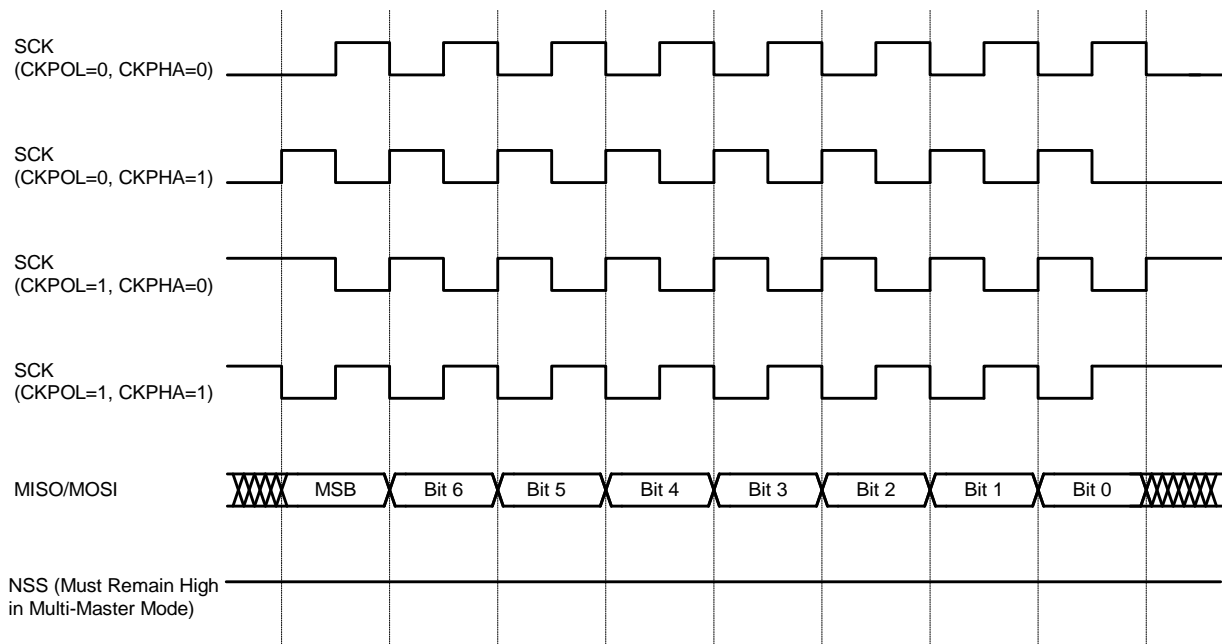 SCK
(CKPOL=0, CKPHA=0)
SCK
(CKPOL=0, CKPHA=1)
SCK
(CKPOL=1, CKPHA=0)
SCK
(CKPOL=1, CKPHA=1)
MISO/MOSI
MSB
Bit 6
Bit 5
Bit 4
Bit 3
Bit 2
Bit 1
Bit 0
NSS (Must Remain High
in Multi-Master Mode)